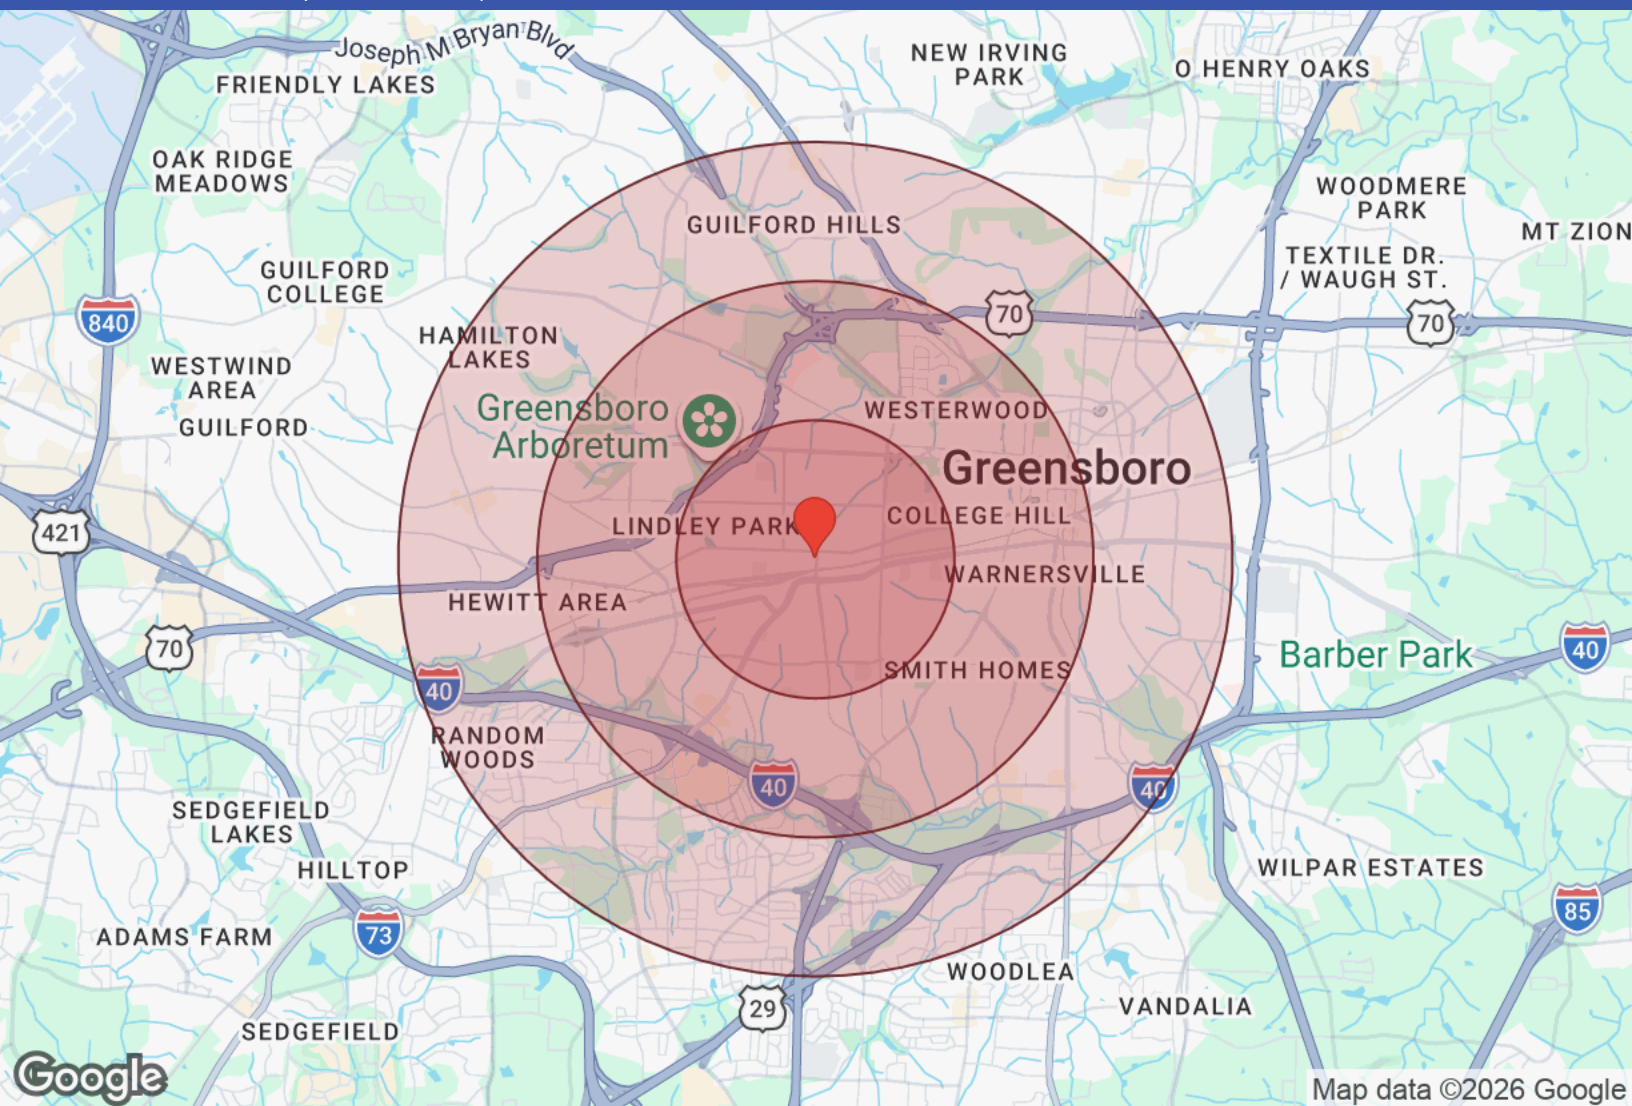 Joseph M Bryan Blvd
NEW IRVING
PARK
O HENRY OAKS
FRIENDLY LAKES
OAK RIDGE
MEADOWS
WOODMERE
PARK
GUILFORD HILLS
MT ZION
TEXTILE DR.
/ WAUGH ST.
GUILFORD
COLLEGE
840
70
70
HAMILTON
LAKES
WESTWIND
AREA
Greensboro
Arboretum
WESTERWOOD
GUILFORD
Greensboro
421
LINDLEY PARK
COLLEGE HILL
WARNERSVILLE
HEWITT AREA
70
40
Barber Park
SMITH HOMES
40
RANDOM
WOODS
40
40
SEDGEFIELD
LAKES
HILLTOP
WILPAR ESTATES
85
73
ADAMS FARM
WOODLEA
29
VANDALIA
SEDGEFIELD
Google
Map data ©2026 Google